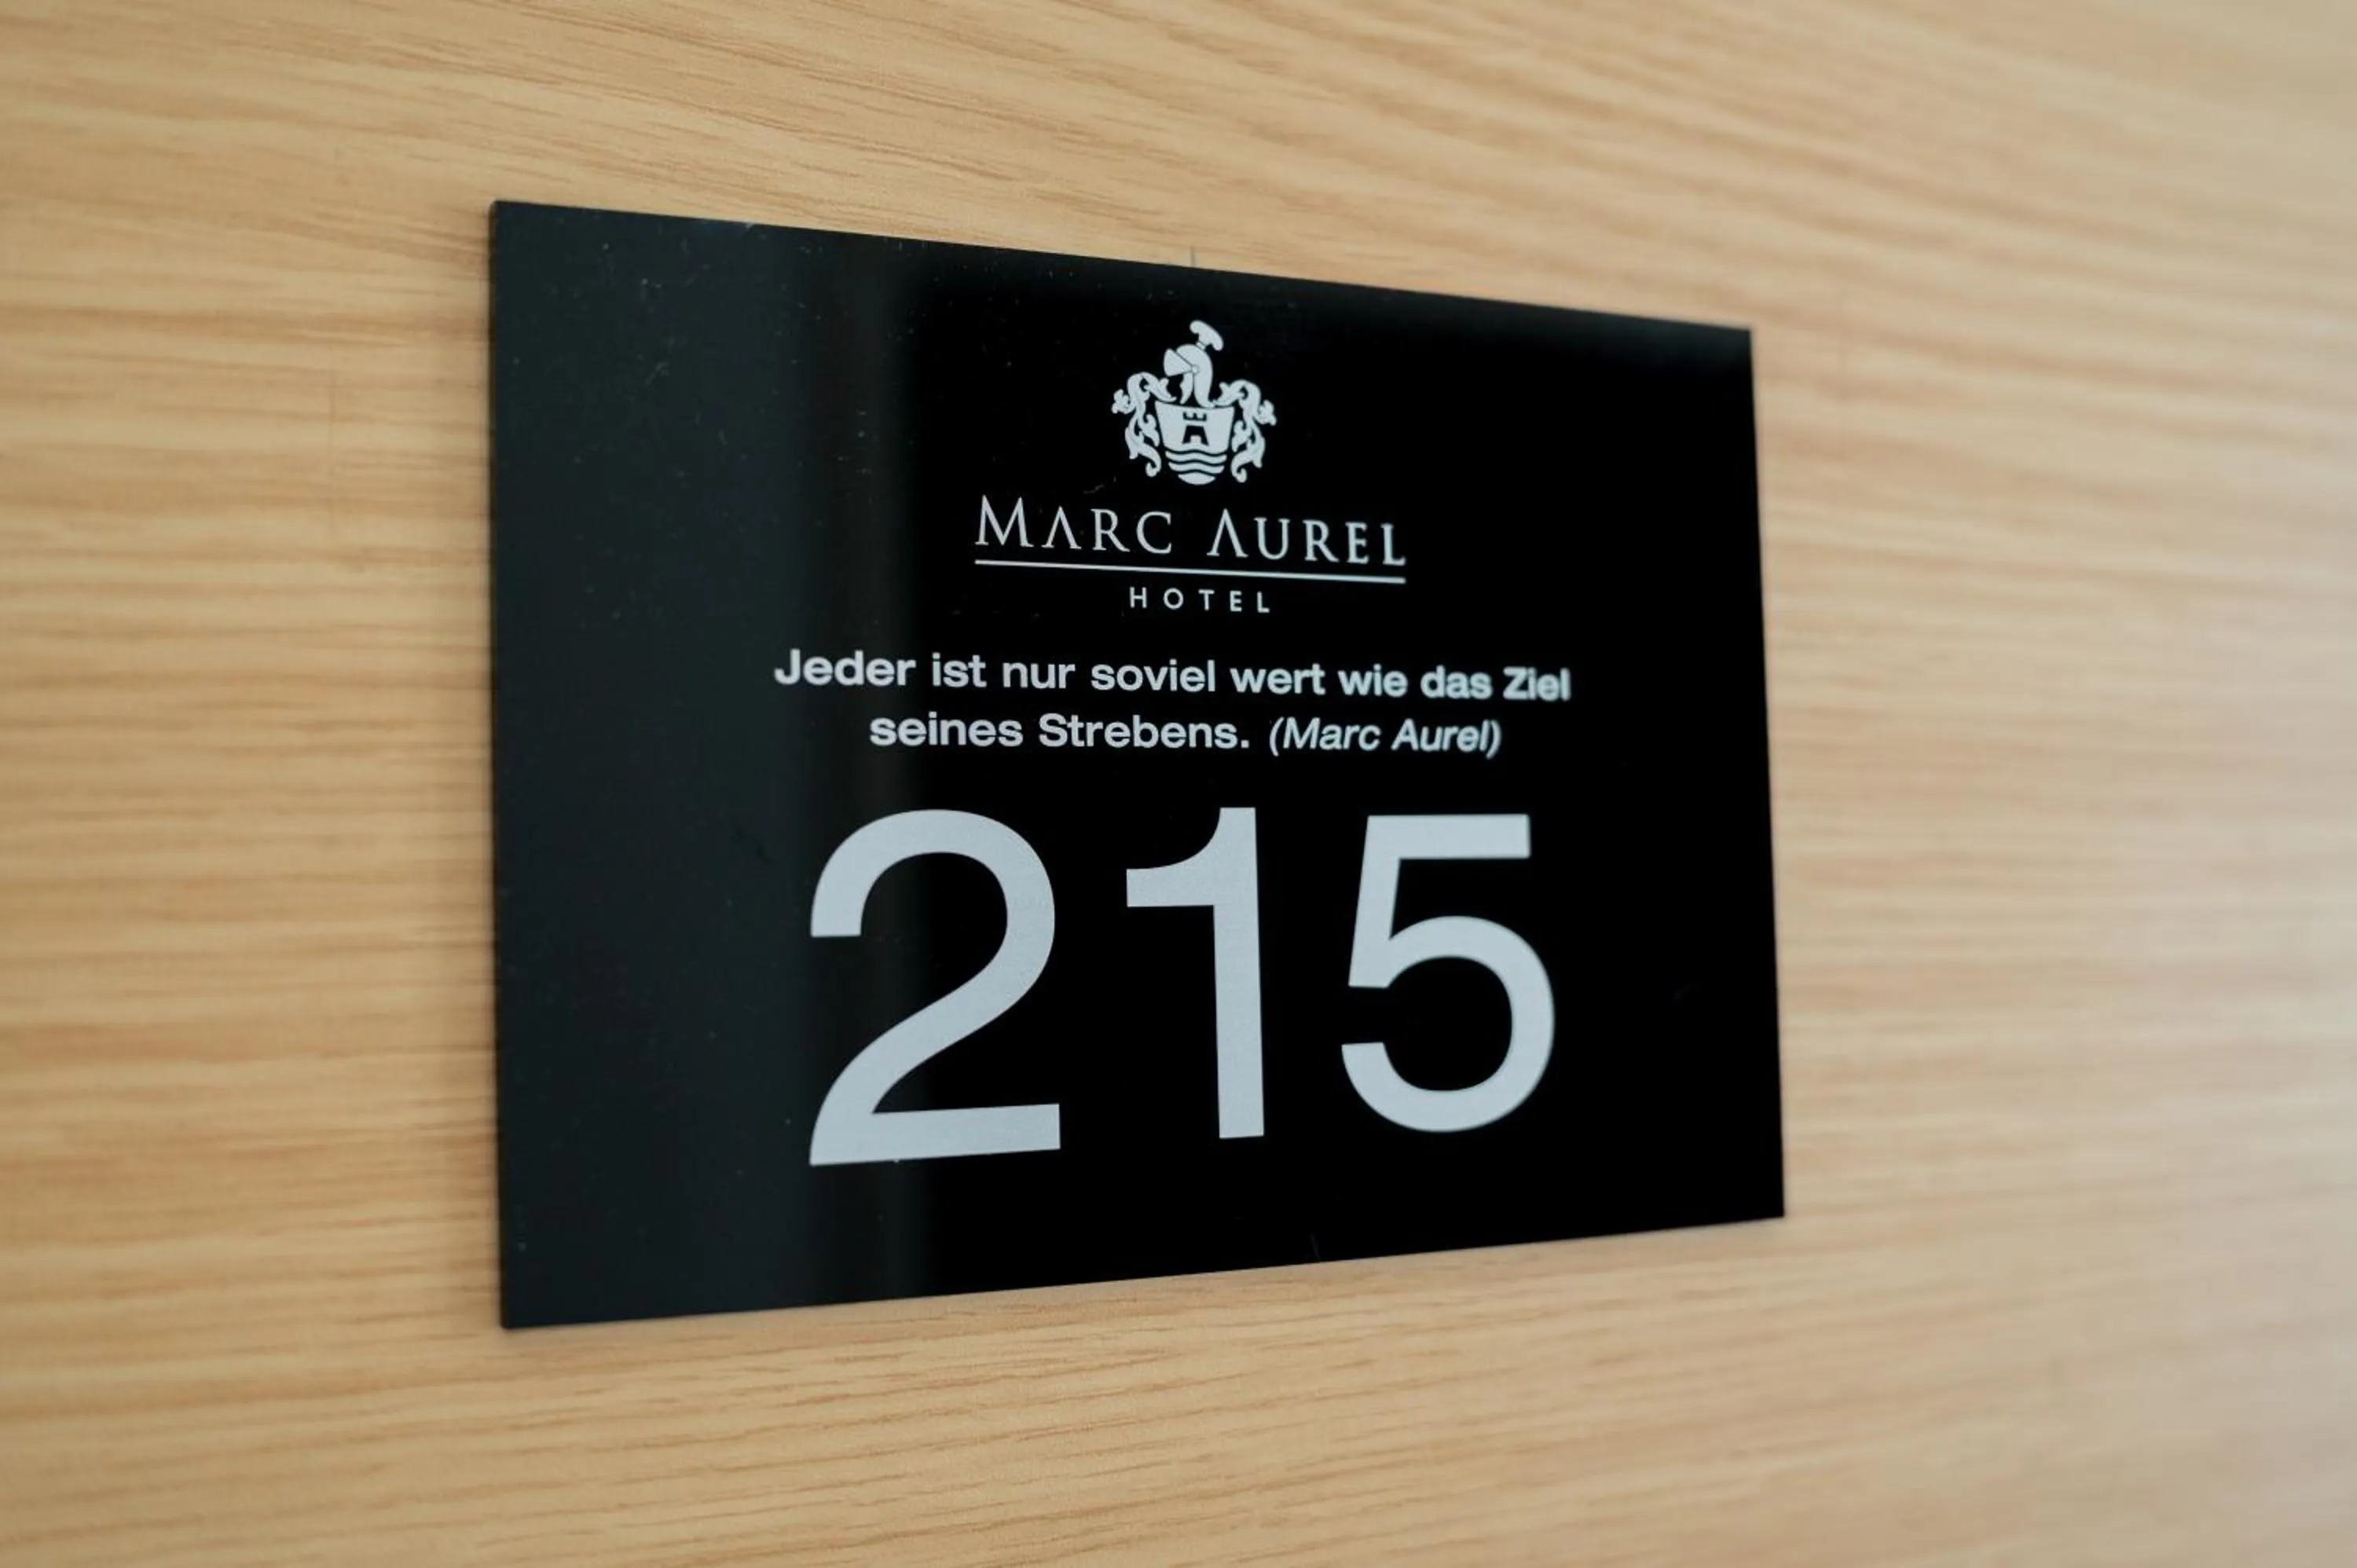 MARC AUREL
HOTEL
Jeder ist nur soviel wert wie das Ziel
seines Strebens. (Marc Aurel)
215